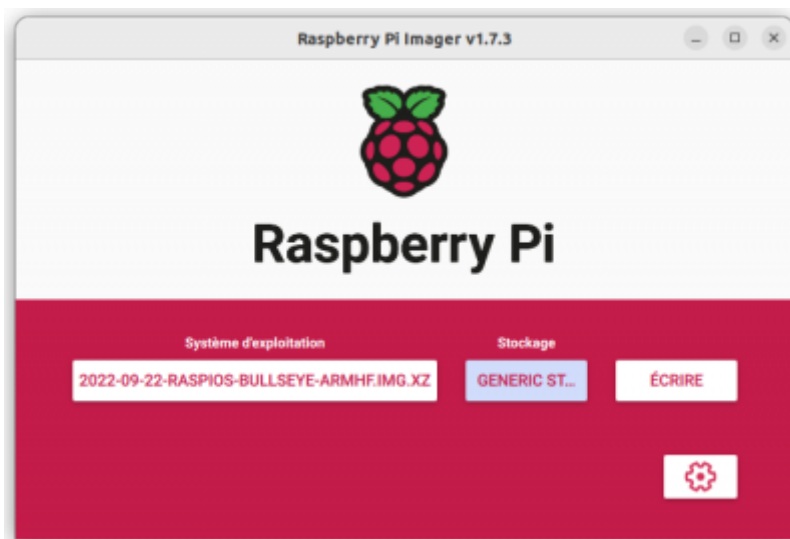 Raspberry Pi Imager v1.7.3
Raspberry Pi
Système d'exploitation
Stockage
2022-09-22-RASPIOS-BULLSEYE-ARMHF.IMG.XZ
GENERIC ST...
ÉCRIRE